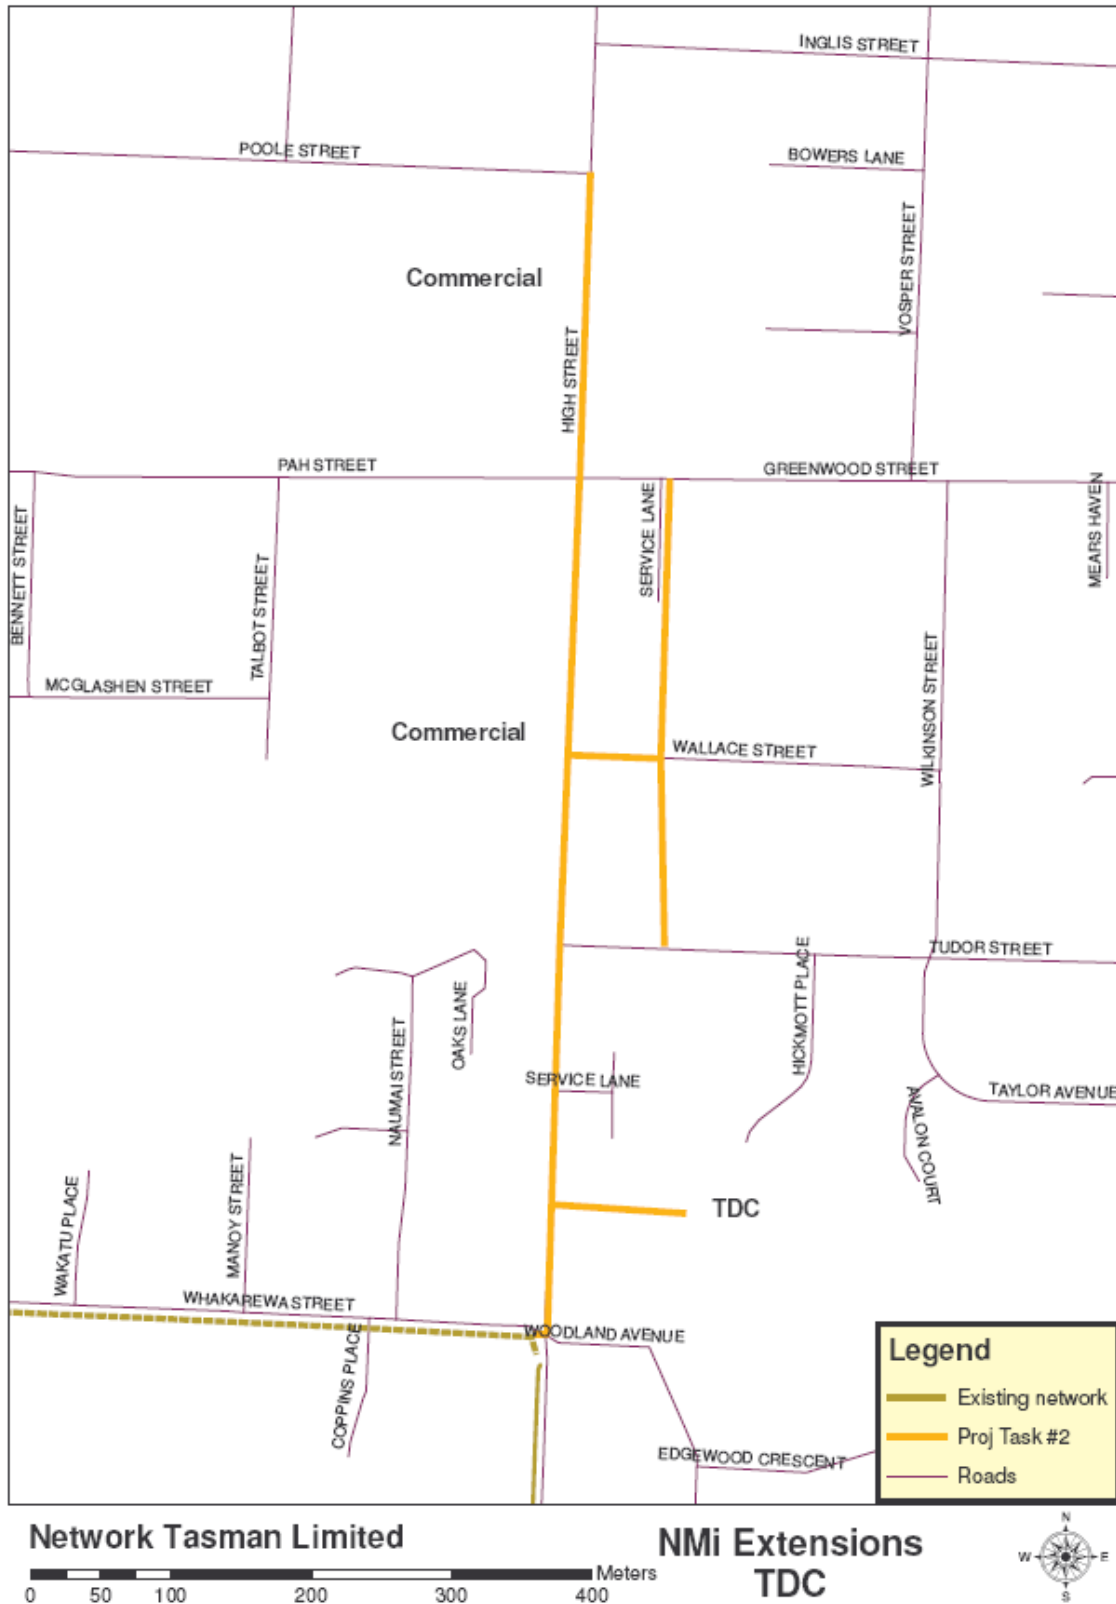 INGLIS STREET
POOLE STREET
BOWERS LANE
VOSPER STREET
Commercial
HIGH STREET
PAH STREET
GREENWOOD STREET
SERVICE LANE
MEARS HAVEN
BENNETT STREET
TALBOT STREET
MCGLASHEN STREET
WILKINSON STREET
Commercial
WALLACE STREET
TUDOR STREET
HICKMOTT PLACE
OAKS LANE
NAUMAI STREET
SERVICE LANE
TAYLOR AVENUE
AVALON COURT
WAKATU PLACE
MANOY STREET
TDC
WHAKAREWA STREET
WOODLAND AVENUE
COPPINS PLACE
EDGEWOOD CRESCENT
Legend
Existing network
Proj Task #2
Roads
Network Tasman Limited
NMi Extensions
TDC
Meters
0 50 100 200 300 400
N
W E
S